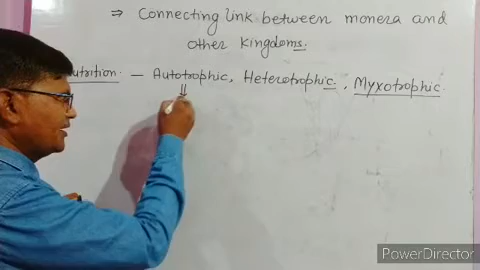 ⇒ Connecting link between monera and
other kingdoms.
Nutrition — Autotrophic, Heterotrophic, Myxotrophic.
PowerDirector